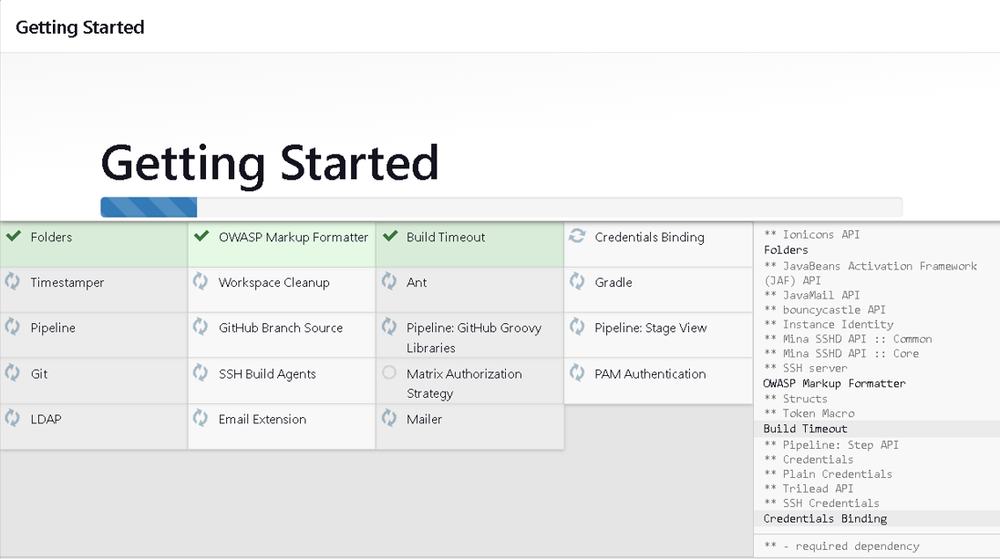 Getting Started
Getting Started
Folders
OWASP Markup Formatter
Build Timeout
Credentials Binding
Timestamper
Workspace Cleanup
Ant
Gradle
Pipeline
GitHub Branch Source
Pipeline: GitHub Groovy
Libraries
Pipeline: Stage View
Git
SSH Build Agents
Matrix Authorization
Strategy
PAM Authentication
LDAP
Email Extension
Mailer
** Ionicons API
Folders
** JavaBeans Activation Framework
(JAF) API
** JavaMail API
** bouncycastle API
** Instance Identity
** Mina SSHD API :: Common
** Mina SSHD API :: Core
** SSH server
OWASP Markup Formatter
** Structs
** Token Macro
Build Timeout
** Pipeline: Step API
** Credentials
** Plain Credentials
** Trilead API
** SSH Credentials
Credentials Binding
** - required dependency